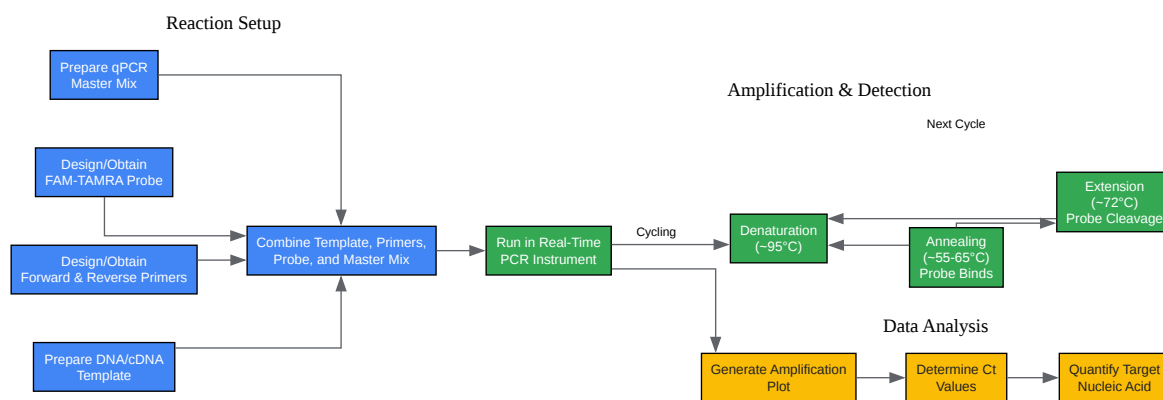 Reaction Setup
Prepare qPCR
Master Mix
Design/Obtain
FAM-TAMRA Probe
Design/Obtain
Forward & Reverse Primers
Prepare DNA/cDNA
Template
Combine Template, Primers,
Probe, and Master Mix
Run in Real-Time
PCR Instrument
Cycling
Amplification & Detection
Next Cycle
Denaturation
(~95°C)
Annealing
(~55-65°C)
Probe Binds
Extension
(~72°C)
Probe Cleavage
Data Analysis
Generate Amplification
Plot
Determine Ct
Values
Quantify Target
Nucleic Acid